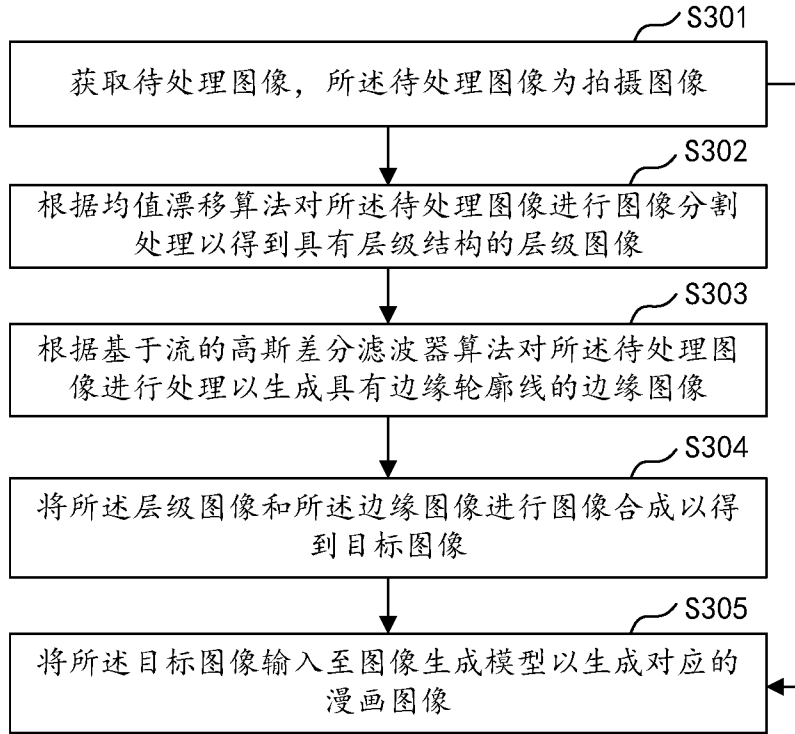 S301
获取待处理图像，所述待处理图像为拍摄图像
S302
根据均值漂移算法对所述待处理图像进行图像分割
处理以得到具有层级结构的层级图像
S303
根据基于流的高斯差分滤波器算法对所述待处理图
像进行处理以生成具有边缘轮廓线的边缘图像
S304
将所述层级图像和所述边缘图像进行图像合成以得
到目标图像
S305
将所述目标图像输入至图像生成模型以生成对应的
漫画图像